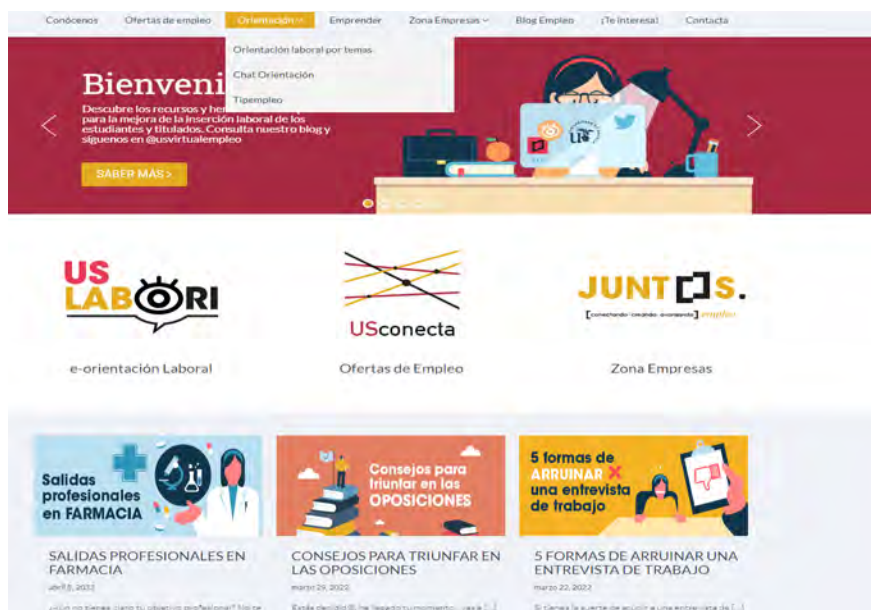 Conócenos Ofertas de empleo Orientación Emprender Zona Empresas Blog Empleo ¡Te interesa! Contacta
Orientación laboral por temas
Chat Orientación
Tipempleo
Bienveni
Descubre los recursos y her
para la mejora de la inserción laboral de los
estudiantes y titulados. Consulta nuestro blog y
síguenos en @usvirtualempleo
SABER MÁS >
US
LABORI
USconecta
JUNTOS.
e-orientación Laboral
Ofertas de Empleo
Zona Empresas
Salidas
profesionales
en FARMACIA
Consejos para
triunfar en las
OPOSICIONES
5 formas de
ARRUINAR
una entrevista
de trabajo
SALIDAS PROFESIONALES EN
FARMACIA
abril 8, 2022
CONSEJOS PARA TRIUNFAR EN
LAS OPOSICIONES
marzo 29, 2022
5 FORMAS DE ARRUINAR UNA
ENTREVISTA DE TRABAJO
marzo 22, 2022